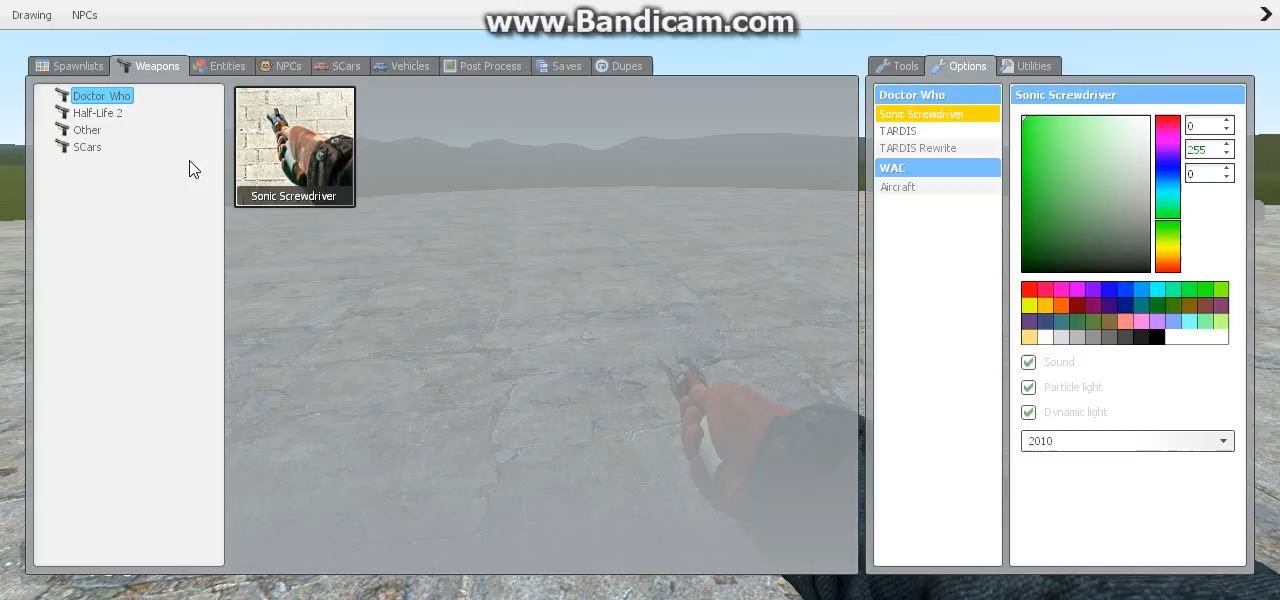 Drawing NPCs
www.Bandicam.com
Spawnlists Weapons Entities NPCs SCars Vehicles Post Process Saves Dupes
Tools Options Utilities
Doctor Who
Half-Life 2
Other
SCars
Sonic Screwdriver
Doctor Who
Sonic Screwdriver
TARDIS
TARDIS Rewrite
WAC
Aircraft
Sonic Screwdriver
0
255
0
Sound
Particle light
Dynamic light
2010